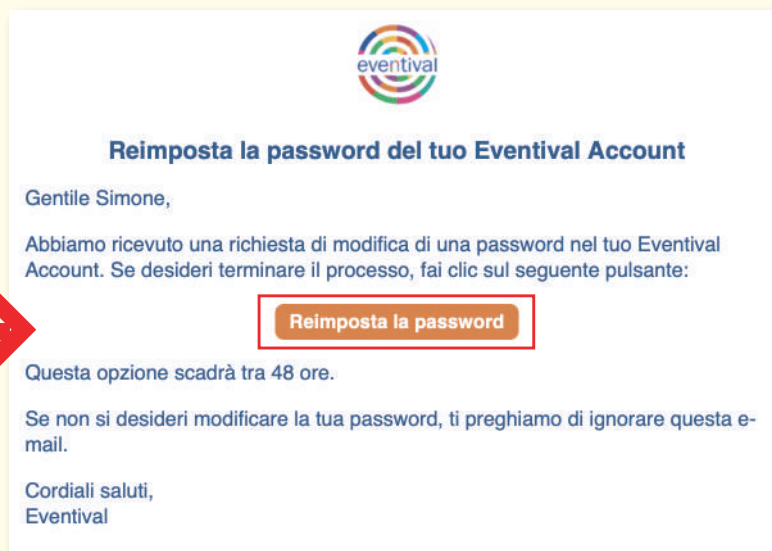 eventival
Reimposta la password del tuo Eventival Account
Gentile Simone,
Abbiamo ricevuto una richiesta di modifica di una password nel tuo Eventival
Account. Se desideri terminare il processo, fai clic sul seguente pulsante:
Reimposta la password
Questa opzione scadrà tra 48 ore.
Se non si desideri modificare la tua password, ti preghiamo di ignorare questa e-
mail.
Cordiali saluti,
Eventival